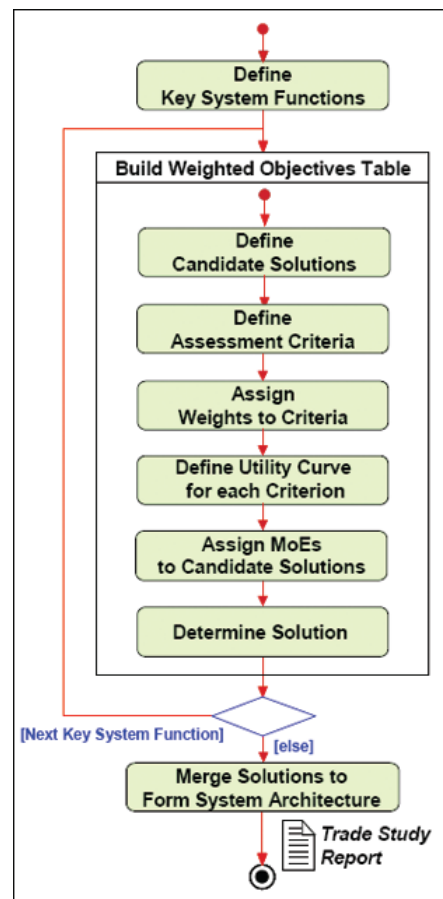 Define
Key System Functions
Build Weighted Objectives Table
Define
Candidate Solutions
Define
Assessment Criteria
Assign
Weights to Criteria
Define Utility Curve
for each Criterion
Assign MoEs
to Candidate Solutions
Determine Solution
[Next Key System Function]
[else]
Merge Solutions to
Form System Architecture
Trade Study
Report